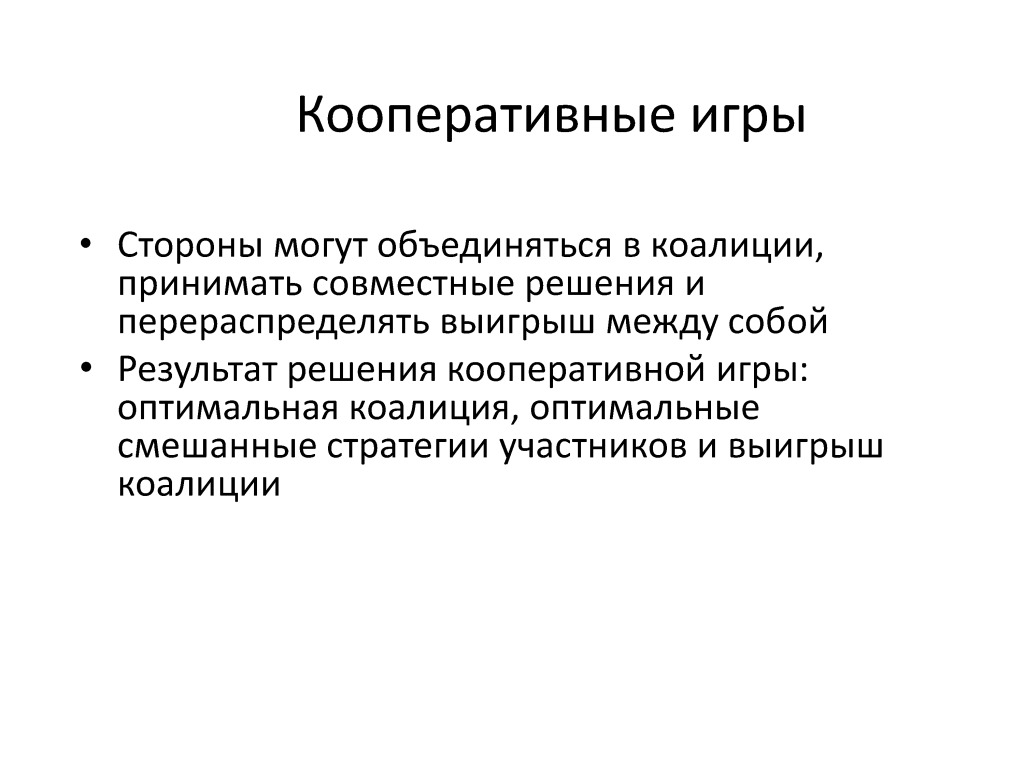 Кооперативные игры
• Стороны могут объединяться в коалиции,
принимать совместные решения и
перераспределять выигрыш между собой
• Результат решения кооперативной игры:
оптимальная коалиция, оптимальные
смешанные стратегии участников и выигрыш
коалиции